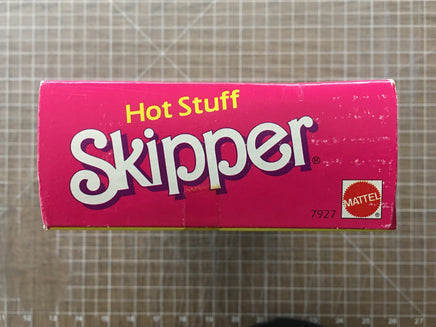 Hot Stuff
Skipper®
7927
MATTEL
®